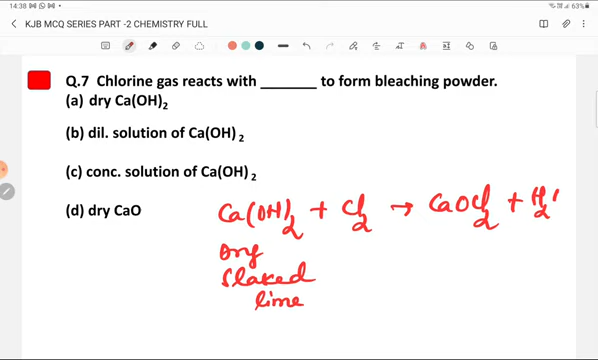 14:38
63%
KJB MCQ SERIES PART -2 CHEMISTRY FULL
Q.7 Chlorine gas reacts with _______ to form bleaching powder.
(a) dry Ca(OH)2
(b) dil. solution of Ca(OH) 2
(c) conc. solution of Ca(OH) 2
(d) dry CaO
Ca(OH)2 + Cl2 → CaOCl2 + H2
Dry
Slaked
lime